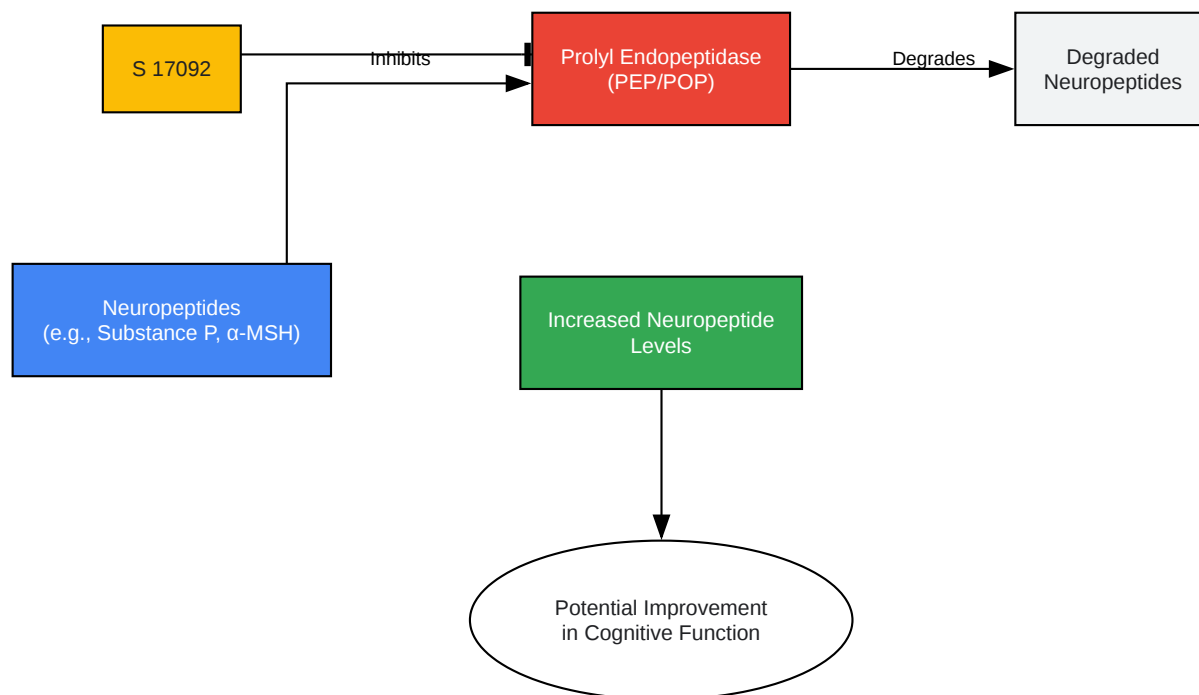 S 17092
Inhibits
Prolyl Endopeptidase
(PEP/POP)
Degrades
Degraded
Neuropeptides
Neuropeptides
(e.g., Substance P, α-MSH)
Increased Neuropeptide
Levels
Potential Improvement
in Cognitive Function